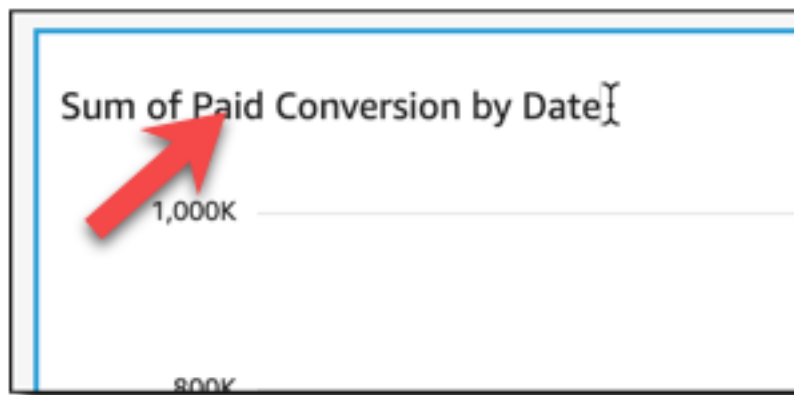 Sum of Paid Conversion by Date
1,000K
800K